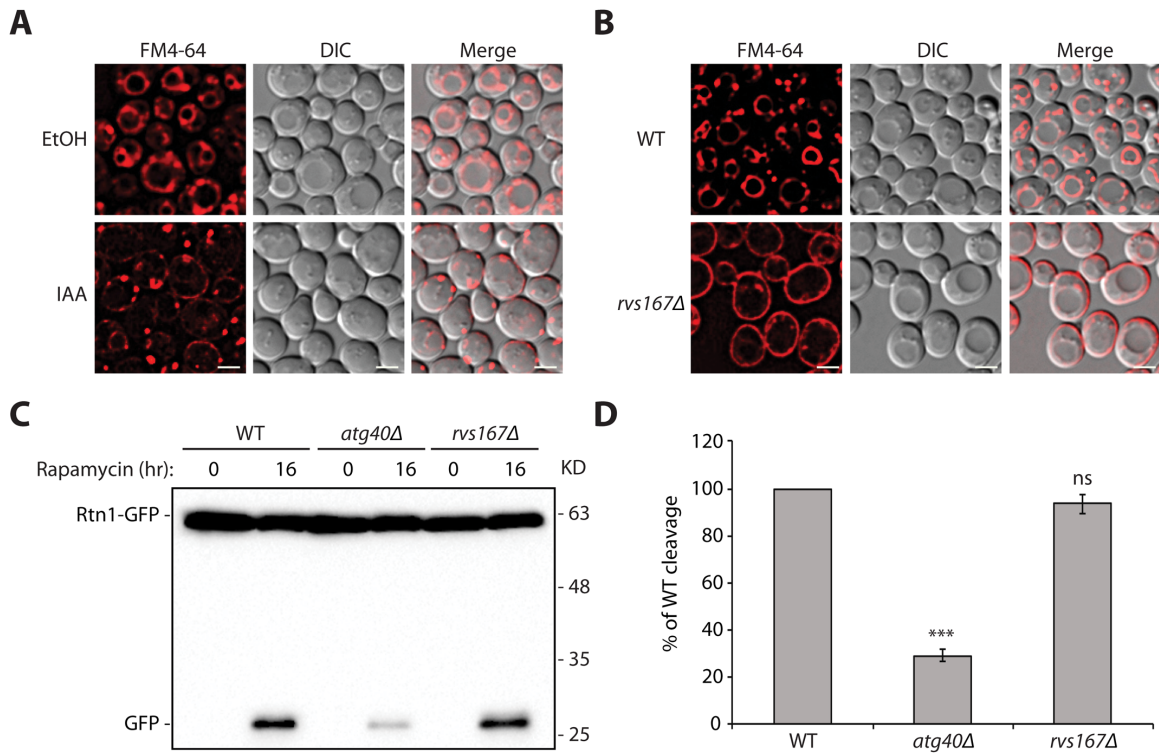 A
FM4-64 DIC Merge
EtOH
IAA
B
FM4-64 DIC Merge
WT
rvs167Δ
C
WT atg40Δ rvs167Δ
Rapamycin (hr): 0 16 0 16 0 16 KD
Rtn1-GFP - - 63
- 48
- 35
GFP - - 25
D
% of WT cleavage
120
100
80
60
40
20
0
***
ns
WT atg40Δ rvs167Δ